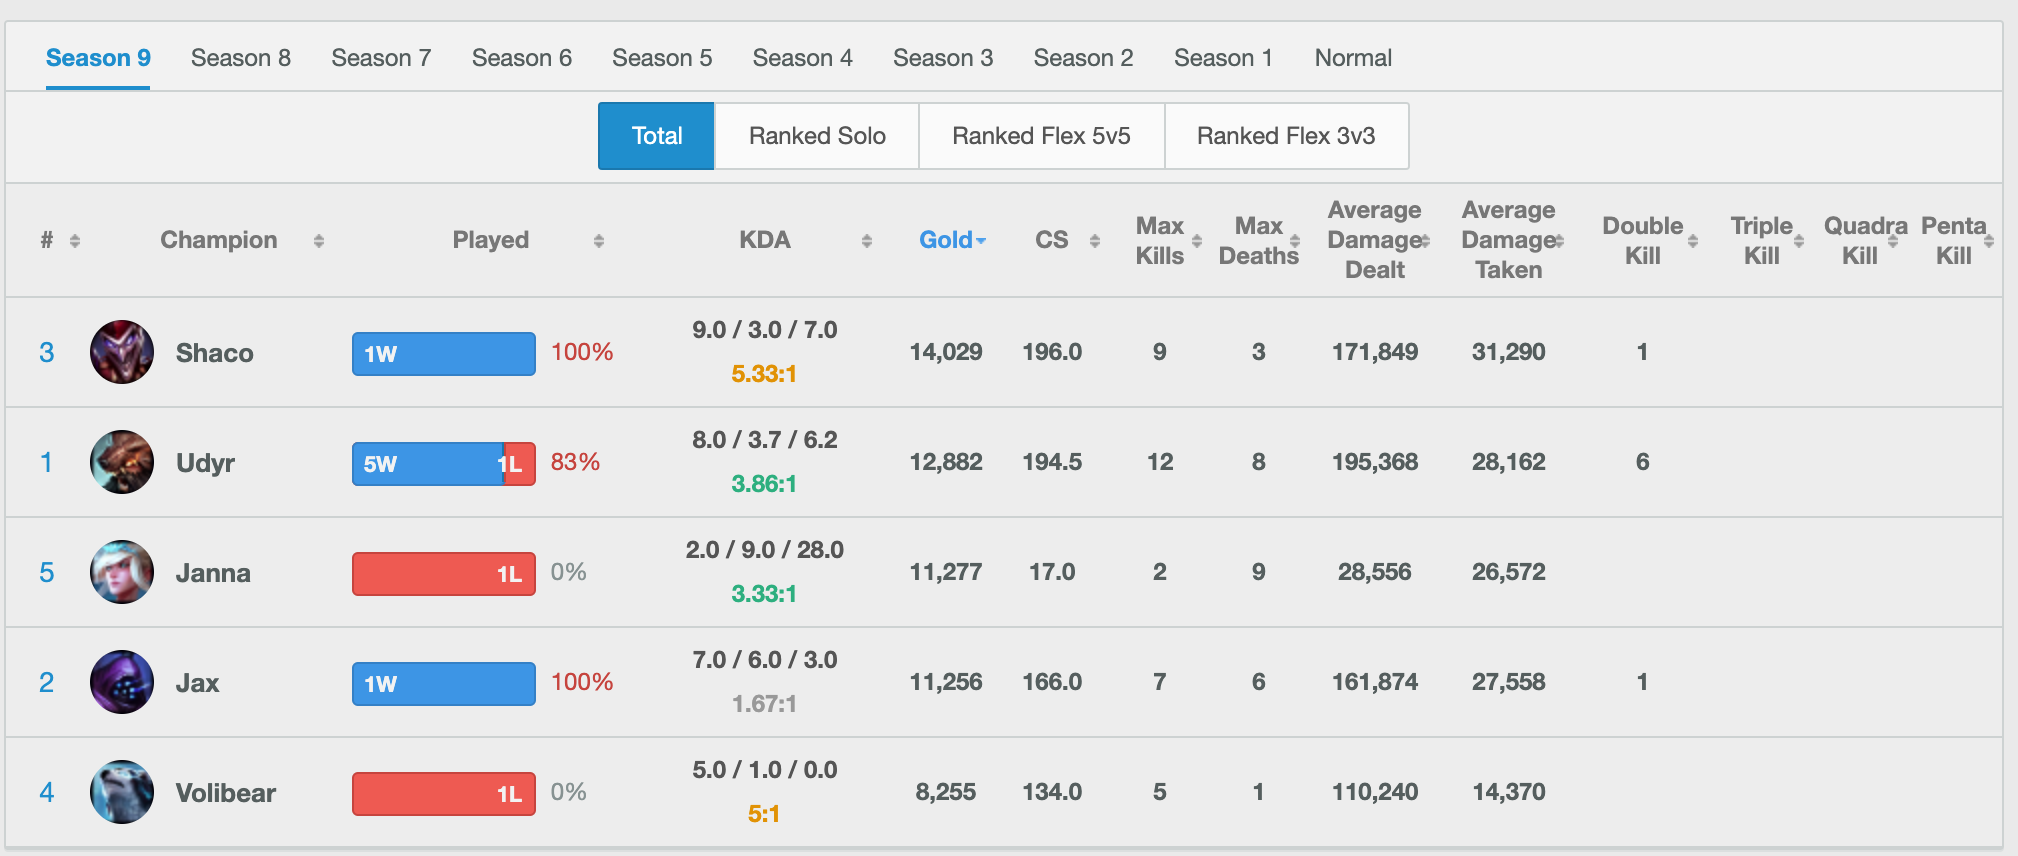 Season 9 Season 8 Season 7 Season 6 Season 5 Season 4 Season 3 Season 2 Season 1 Normal
Total Ranked Solo Ranked Flex 5v5 Ranked Flex 3v3
# Champion Played KDA Gold CS Max Kills Max Deaths Average Damage Dealt Average Damage Taken Double Kill Triple Kill Quadra Kill Penta Kill
3 Shaco 1W 100% 9.0 / 3.0 / 7.0 14,029 196.0 9 3 171,849 31,290 1
5.33:1
1 Udyr 5W 1L 83% 8.0 / 3.7 / 6.2 12,882 194.5 12 8 195,368 28,162 6
3.86:1
5 Janna 1L 0% 2.0 / 9.0 / 28.0 11,277 17.0 2 9 28,556 26,572
3.33:1
2 Jax 1W 100% 7.0 / 6.0 / 3.0 11,256 166.0 7 6 161,874 27,558 1
1.67:1
4 Volibear 1L 0% 5.0 / 1.0 / 0.0 8,255 134.0 5 1 110,240 14,370
5:1